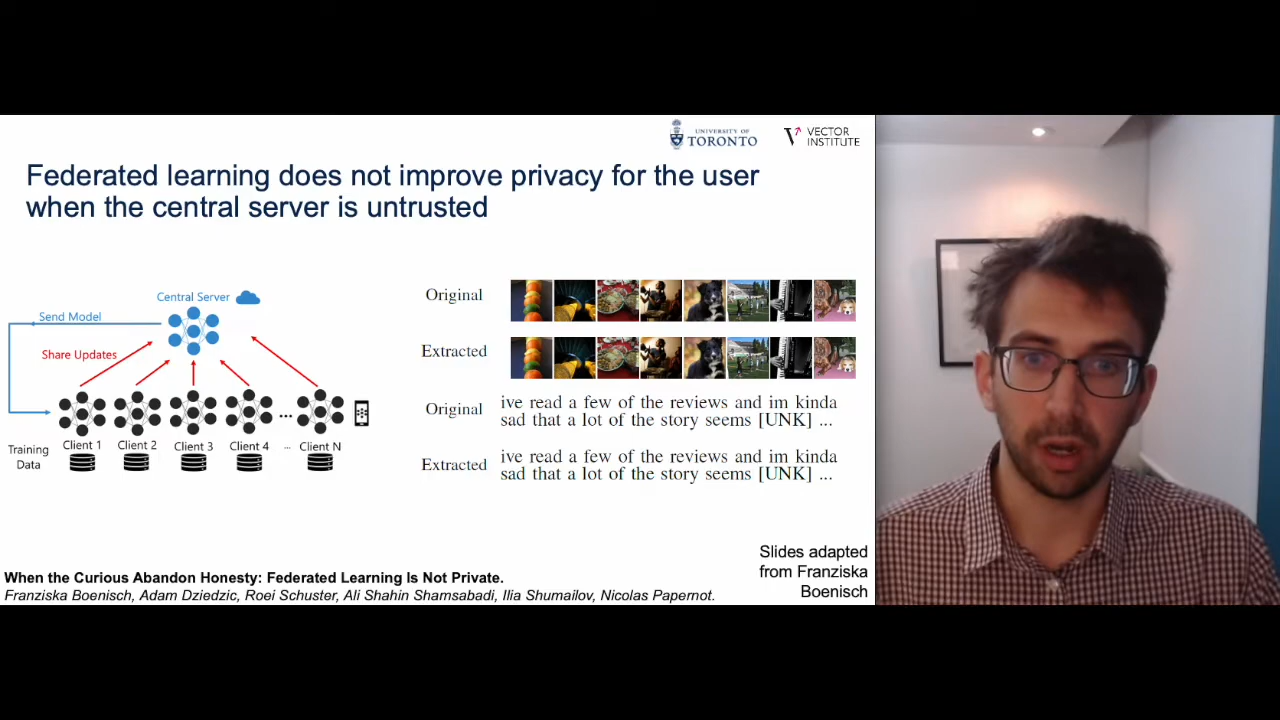 UNIVERSITY OF
TORONTO
VECTOR
INSTITUTE
Federated learning does not improve privacy for the user
when the central server is untrusted
Central Server
Send Model
Share Updates
...
Client 1
Client 2
Client 3
Client 4
...
Client N
Training
Data
Original
Extracted
Original
ive read a few of the reviews and im kinda
sad that a lot of the story seems [UNK] ...
Extracted
ive read a few of the reviews and im kinda
sad that a lot of the story seems [UNK] ...
Slides adapted
from Franziska
Boenisch
When the Curious Abandon Honesty: Federated Learning Is Not Private.
Franziska Boenisch, Adam Dziedzic, Roei Schuster, Ali Shahin Shamsabadi, Ilia Shumailov, Nicolas Papernot.